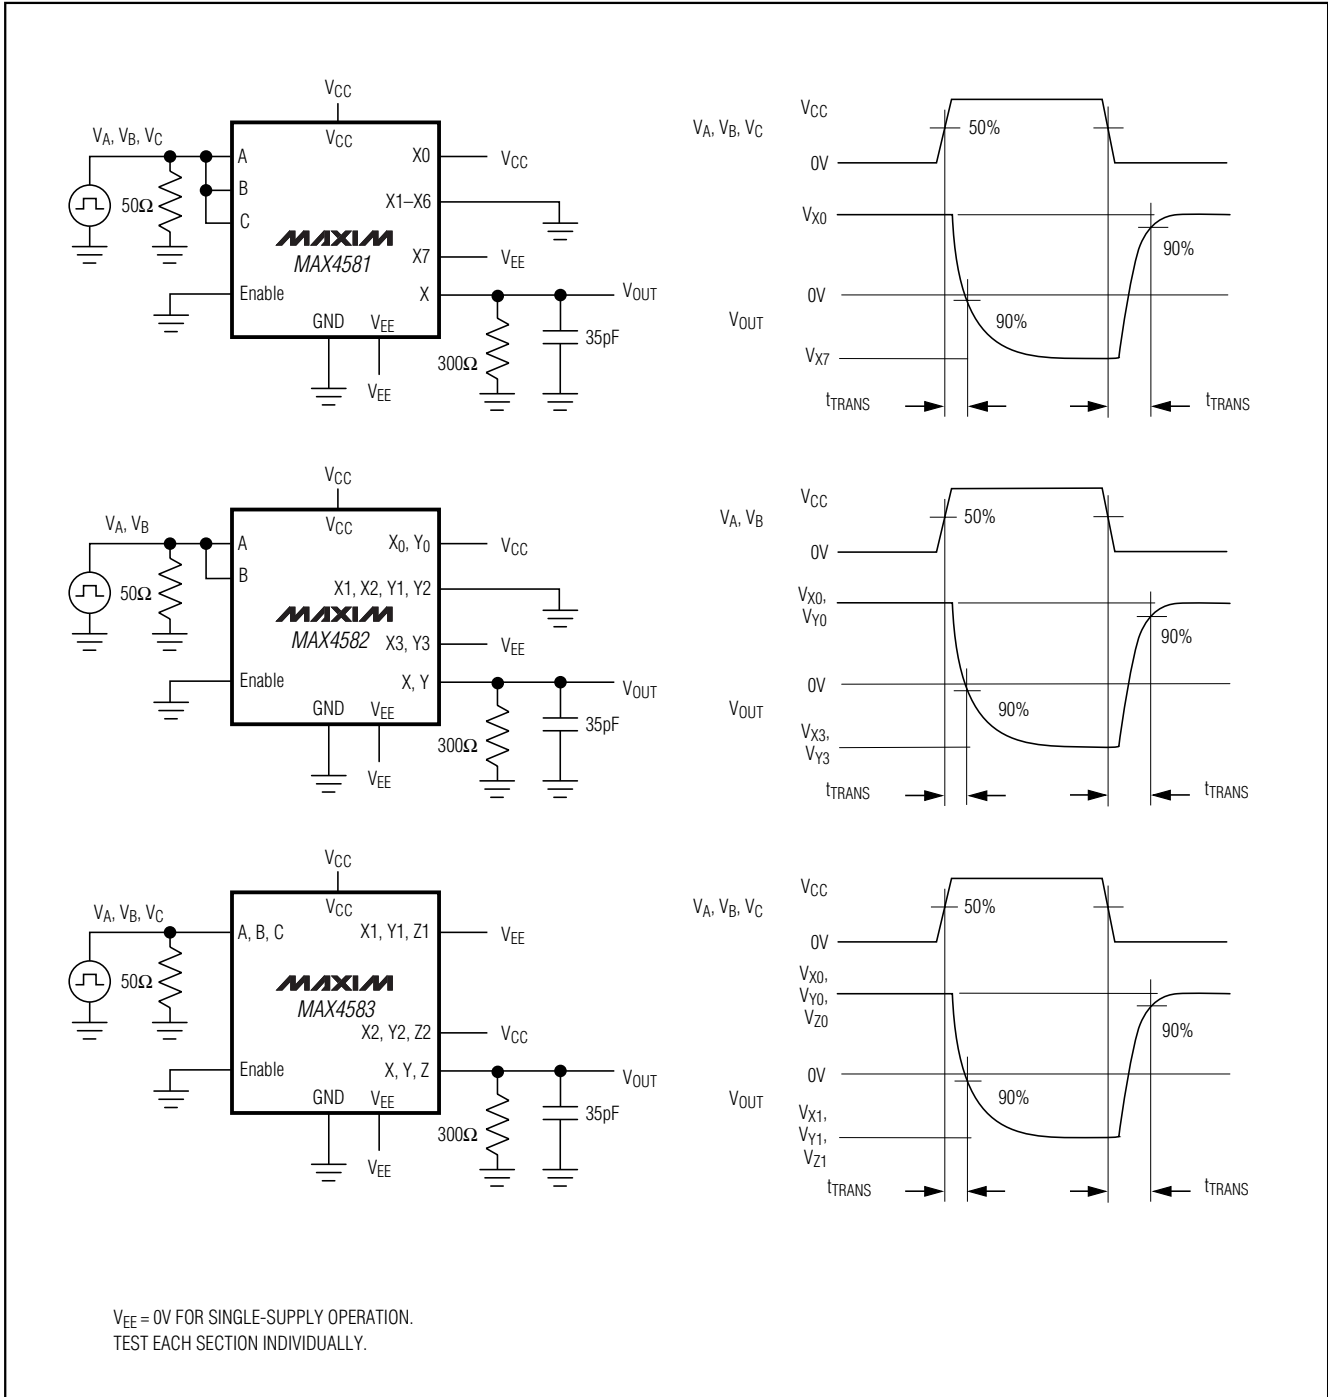 VCC
VCC
VA, VB, VC
A
B
C
50Ω
X0
VCC
X1–X6
MAXIM
MAX4581
X7
VEE
Enable
X
VOUT
GND
VEE
300Ω
35pF
VEE
VA, VB, VC
VCC
50%
0V
VX0
90%
0V
90%
VOUT
VX7
tTRANS
tTRANS
VCC
VCC
VA, VB
A
B
50Ω
X0, Y0
VCC
X1, X2, Y1, Y2
MAXIM
MAX4582
X3, Y3
VEE
Enable
X, Y
VOUT
GND
VEE
300Ω
35pF
VEE
VA, VB
VCC
50%
0V
VX0,
VY0
90%
0V
90%
VOUT
VX3,
VY3
tTRANS
tTRANS
VCC
VCC
VA, VB, VC
A, B, C
50Ω
X1, Y1, Z1
VEE
MAXIM
MAX4583
X2, Y2, Z2
VCC
Enable
X, Y, Z
VOUT
GND
VEE
300Ω
35pF
VEE
VA, VB, VC
VCC
50%
0V
VX0,
VY0,
VZ0
90%
0V
90%
VOUT
VX1,
VY1,
VZ1
tTRANS
tTRANS
VEE = 0V FOR SINGLE-SUPPLY OPERATION.
TEST EACH SECTION INDIVIDUALLY.